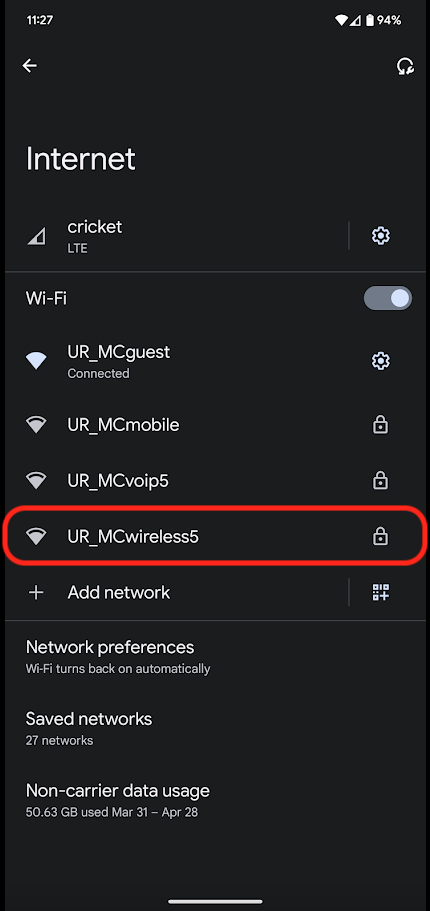 11:27
94%
Internet
cricket
LTE
Wi-Fi
UR_MCguest
Connected
UR_MCmobile
UR_MCvoip5
UR_MCwireless5
Add network
Network preferences
Wi-Fi turns back on automatically
Saved networks
27 networks
Non-carrier data usage
50.63 GB used Mar 31 – Apr 28